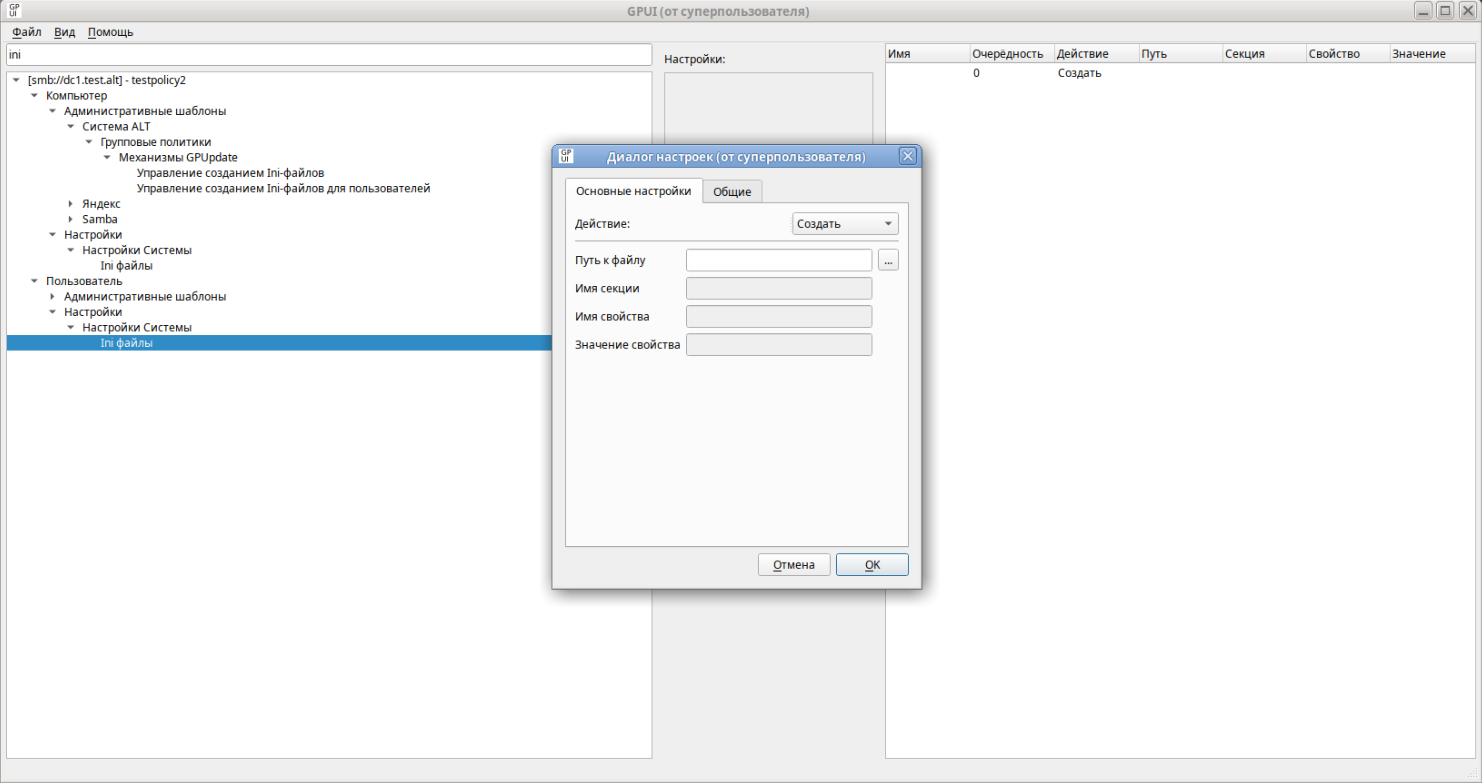 GPUI (от суперпользователя)
Файл Вид Помощь
ini
[smb://dc1.test.alt] - testpolicy2
Компьютер
Административные шаблоны
Система ALT
Групповые политики
Механизмы GPUpdate
Управление созданием Ini-файлов
Управление созданием Ini-файлов для пользователей
Яндекс
Samba
Настройки
Настройки Системы
Ini файлы
Пользователь
Административные шаблоны
Настройки
Настройки Системы
Ini файлы
Настройки:
Имя Очерёдность Действие Путь Секция Свойство Значение
0 Создать
GP UI
Диалог настроек (от суперпользователя)
Основные настройки Общие
Действие: Создать
Путь к файлу ...
Имя секции
Имя свойства
Значение свойства
Отмена OK